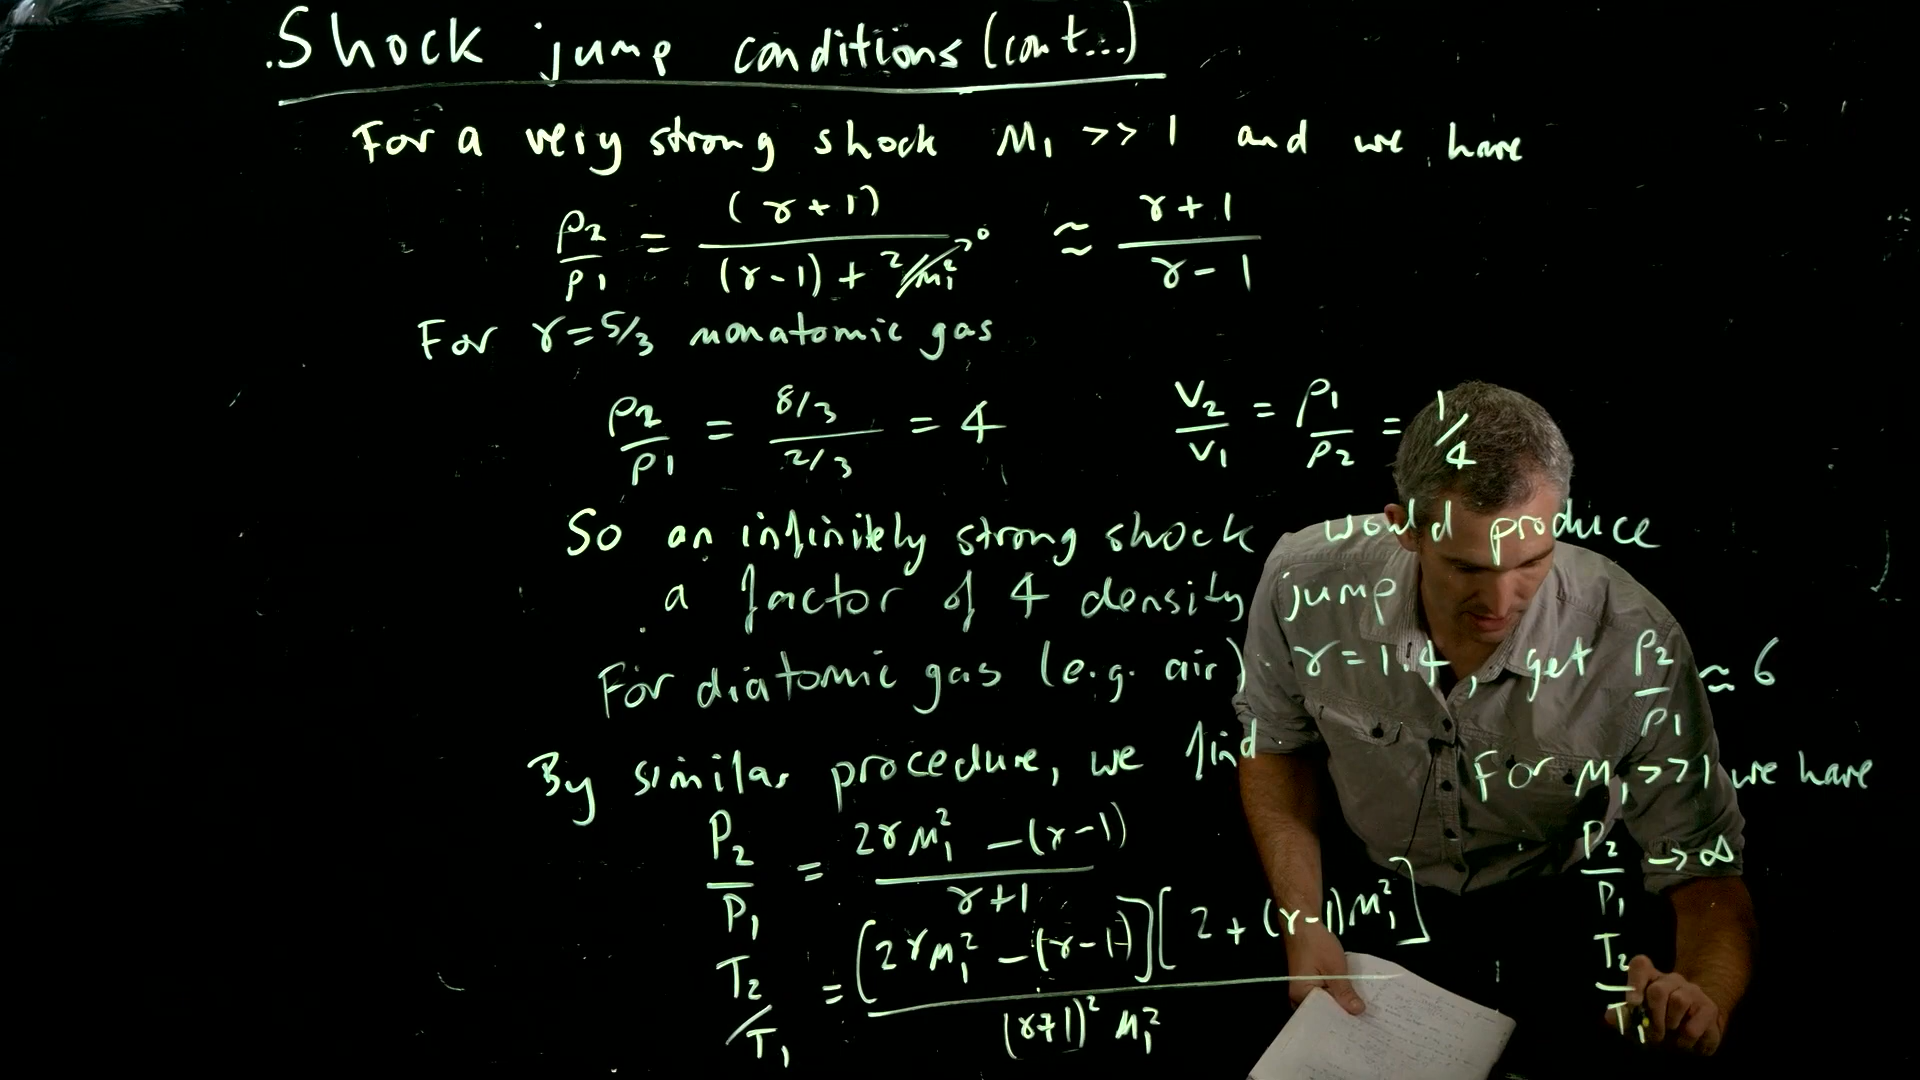 Shock jump conditions (cont...)
For a very strong shock M₁ >> 1 and we have
ρ₂/ρ₁ = (γ+1)/((γ-1) + 2/M₁²→0) ≈ (γ+1)/(γ-1)
For γ=5/3 monatomic gas
ρ₂/ρ₁ = (8/3)/(2/3) = 4    V₂/V₁ = ρ₁/ρ₂ = 1/4
So an infinitely strong shock would produce
a factor of 4 density jump
For diatomic gas (e.g. air) γ=1.4, get ρ₂/ρ₁ ≈ 6
By similar procedure, we find
For M₁>>1 we have
P₂/P₁ = (2γM₁² - (γ-1))/(γ+1)
P₂/P₁ → ∞
T₂/T₁ = [2γM₁² - (γ-1)][2 + (γ-1)M₁²]/((γ+1)² M₁²)
T₂/T₁